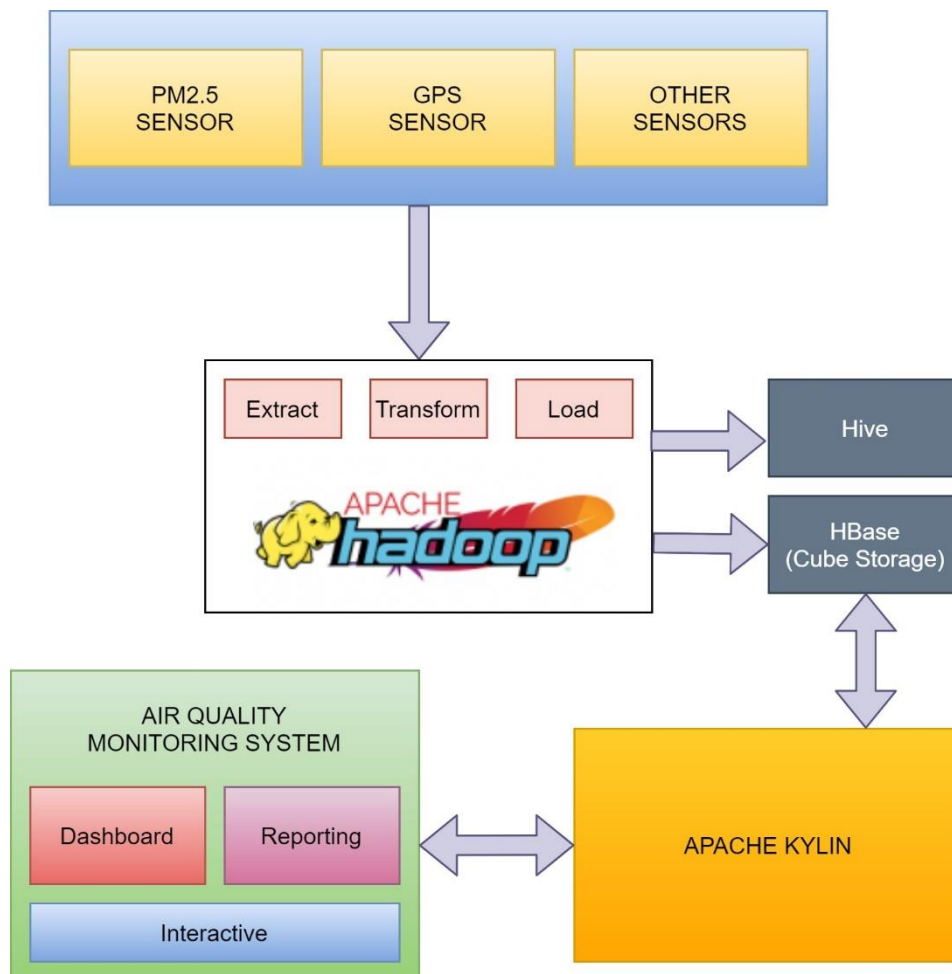 PM2.5
SENSOR
GPS
SENSOR
OTHER
SENSORS
Extract
Transform
Load
APACHE
hadoop
Hive
HBase
(Cube Storage)
AIR QUALITY
MONITORING SYSTEM
Dashboard
Reporting
Interactive
APACHE KYLIN